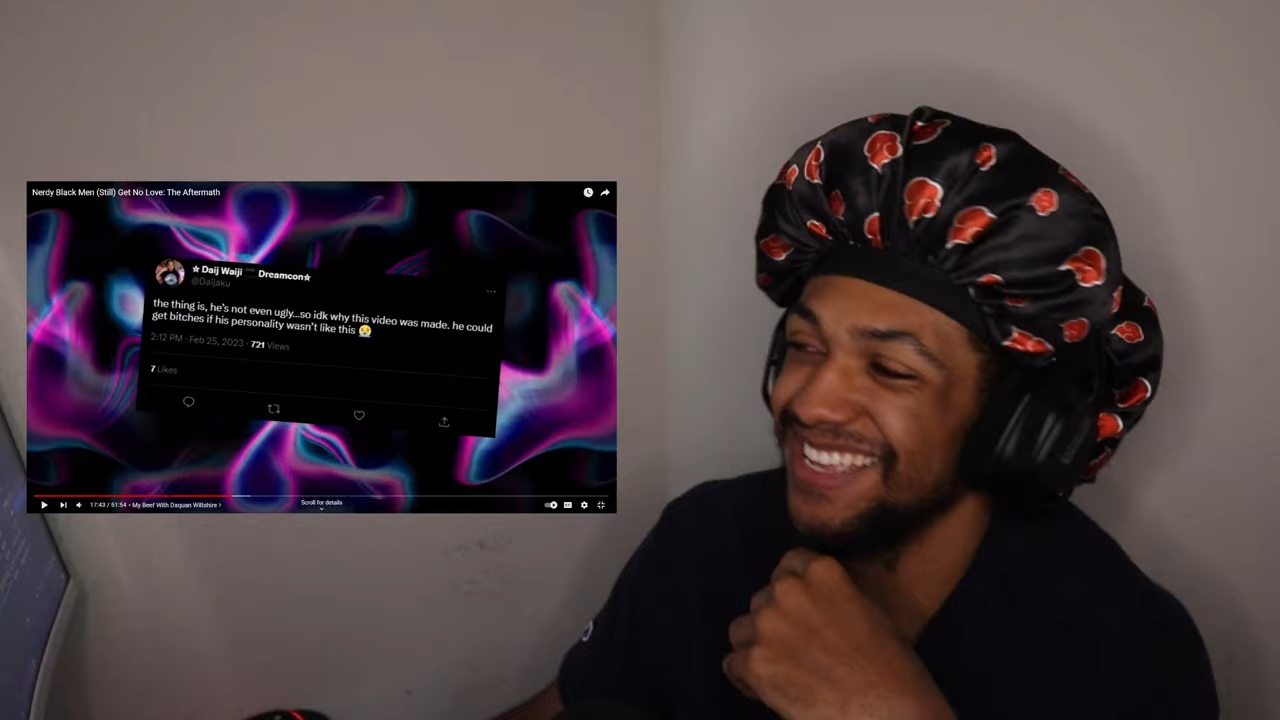 Nerdy Black Men (Still) Get No Love: The Aftermath
☆ Daij Waiji Dreamcon☆
@Daijaku
the thing is, he's not even ugly...so idk why this video was made. he could
get bitches if his personality wasn't like this 😭
2:12 PM · Feb 25, 2023 · 721 Views
7 Likes
Scroll for details
17:43 / 51:54 • My Beef With Daquan Wiltshire ›